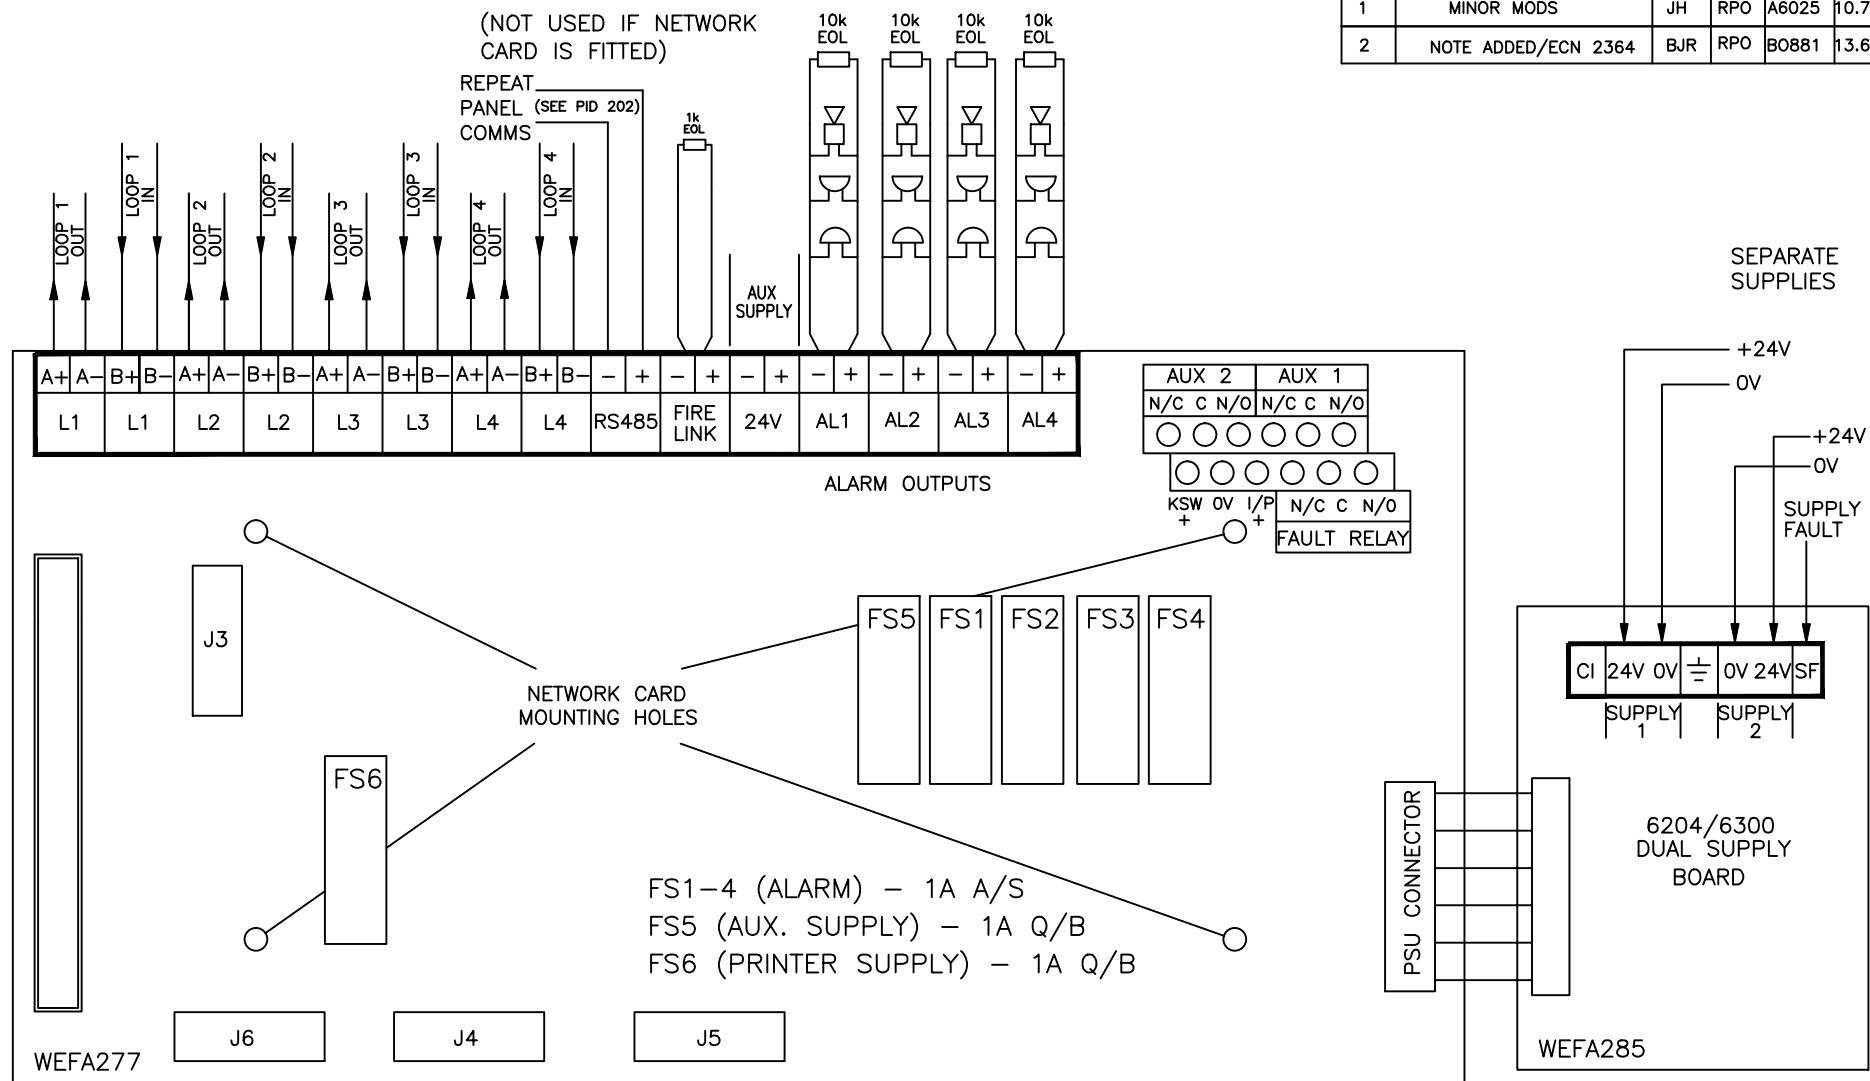 1 MINOR MODS JH RPO A6025 10.7
2 NOTE ADDED/ECN 2364 BJR RPO B0881 13.6
(NOT USED IF NETWORK
CARD IS FITTED)
REPEAT
PANEL (SEE PID 202)
COMMS
1k
EOL
10k
EOL
10k
EOL
10k
EOL
10k
EOL
LOOP 1
OUT
LOOP 1
IN
LOOP 2
OUT
LOOP 2
IN
LOOP 3
OUT
LOOP 3
IN
LOOP 4
OUT
LOOP 4
IN
AUX
SUPPLY
A+ A- B+ B- A+ A- B+ B- A+ A- B+ B- A+ A- B+ B- - + - + - + - + - + - + - +
L1 L1 L2 L2 L3 L3 L4 L4 RS485 FIRE LINK 24V AL1 AL2 AL3 AL4
ALARM OUTPUTS
AUX 2 AUX 1
N/C C N/O N/C C N/O
KSW 0V I/P N/C C N/O
+ +
FAULT RELAY
SEPARATE
SUPPLIES
+24V
0V
+24V
0V
SUPPLY
FAULT
CI 24V 0V 0V 24V SF
SUPPLY
1
SUPPLY
2
J3
FS5 FS1 FS2 FS3 FS4
NETWORK CARD
MOUNTING HOLES
FS6
FS1-4 (ALARM) - 1A A/S
FS5 (AUX. SUPPLY) - 1A Q/B
FS6 (PRINTER SUPPLY) - 1A Q/B
PSU CONNECTOR
6204/6300
DUAL SUPPLY
BOARD
J6 J4 J5
WEFA277
WEFA285